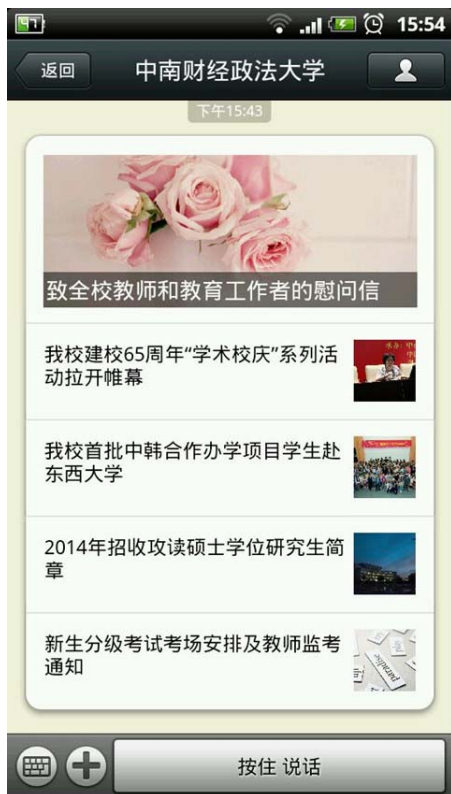 97
15:54
返回
中南财经政法大学
下午15:43
致全校教师和教育工作者的慰问信
我校建校65周年“学术校庆”系列活
动拉开帷幕
我校首批中韩合作办学项目学生赴
东西大学
2014年招收攻读硕士学位研究生简
章
新生分级考试考场安排及教师监考
通知
paradise
按住 说话